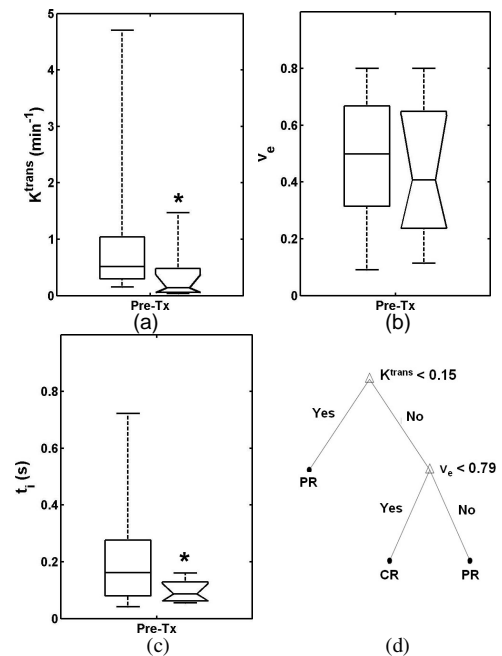 5
4
3
2
1
0
K^trans (min^-1)
*
Pre-Tx
(a)
0.8
0.6
0.4
0.2
0
v_e
Pre-Tx
(b)
0.8
0.6
0.4
0.2
0
t_i (s)
*
Pre-Tx
(c)
K^trans < 0.15
Yes
No
PR
v_e < 0.79
Yes
No
CR
PR
(d)